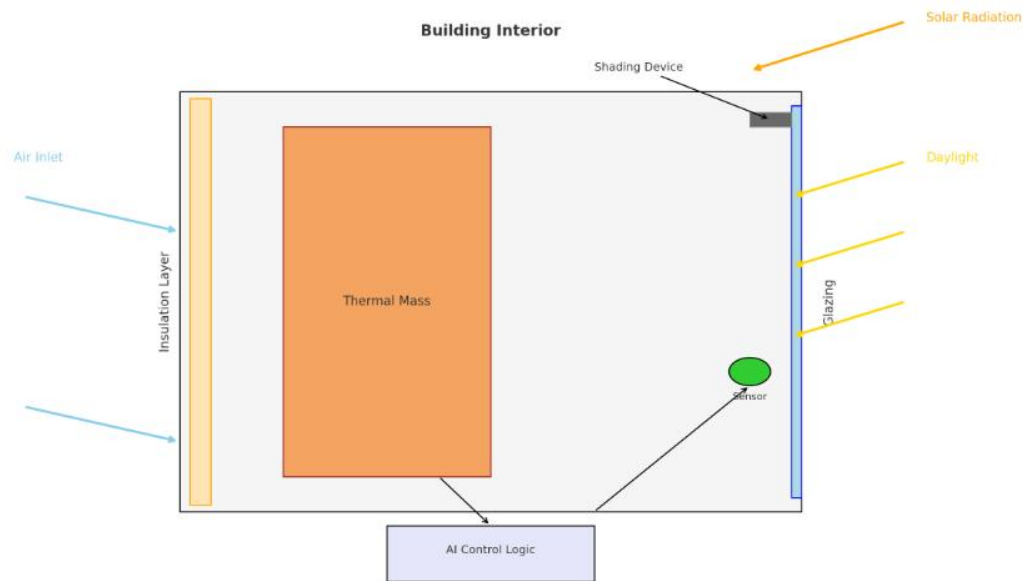 Solar Radiation
Building Interior
Shading Device
Air Inlet
Daylight
Insulation Layer
Glazing
Thermal Mass
Sensor
AI Control Logic